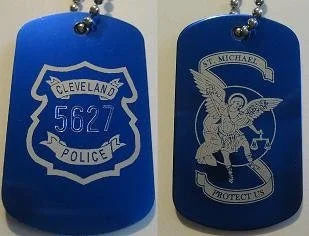 CLEVELAND
5627
POLICE
ST. MICHAEL
PROTECT US